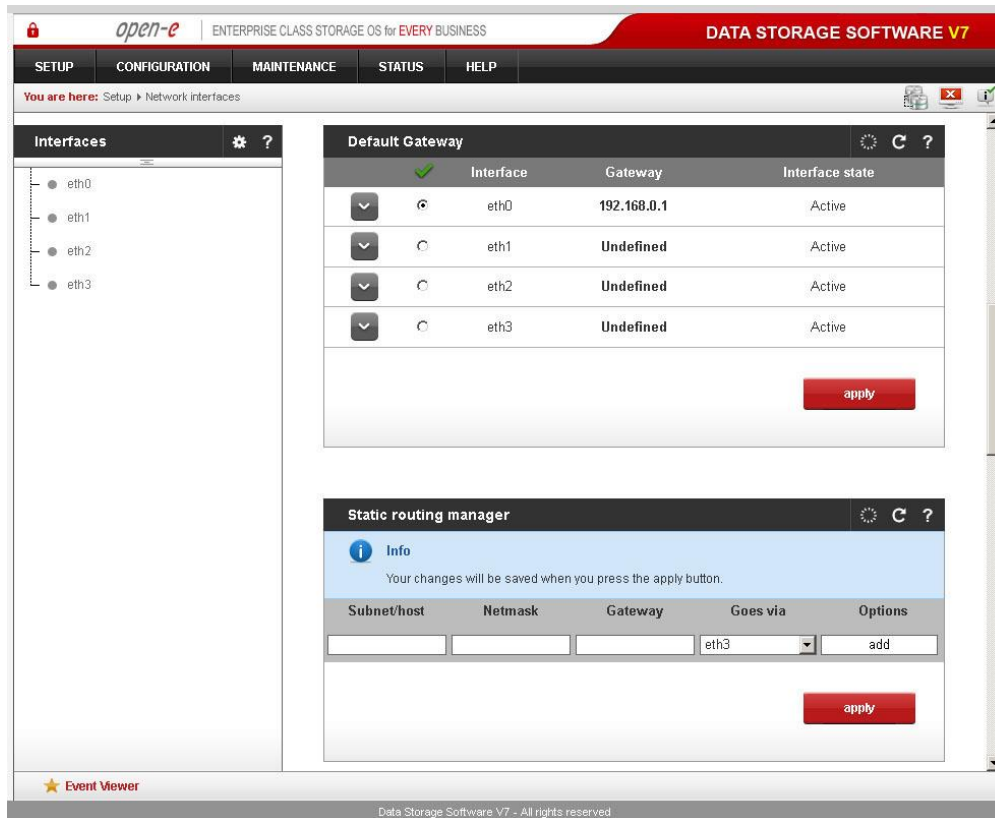 open-e ENTERPRISE CLASS STORAGE OS for EVERY BUSINESS DATA STORAGE SOFTWARE V7
SETUP CONFIGURATION MAINTENANCE STATUS HELP
You are here: Setup Network interfaces
Interfaces ?
eth0
eth1
eth2
eth3
Default Gateway ?
Interface Gateway Interface state
eth0 192.168.0.1 Active
eth1 Undefined Active
eth2 Undefined Active
eth3 Undefined Active
apply
Static routing manager ?
Info
Your changes will be saved when you press the apply button.
Subnet/host Netmask Gateway Goes via Options
eth3 add
apply
Event Viewer
Data Storage Software V7 - All rights reserved